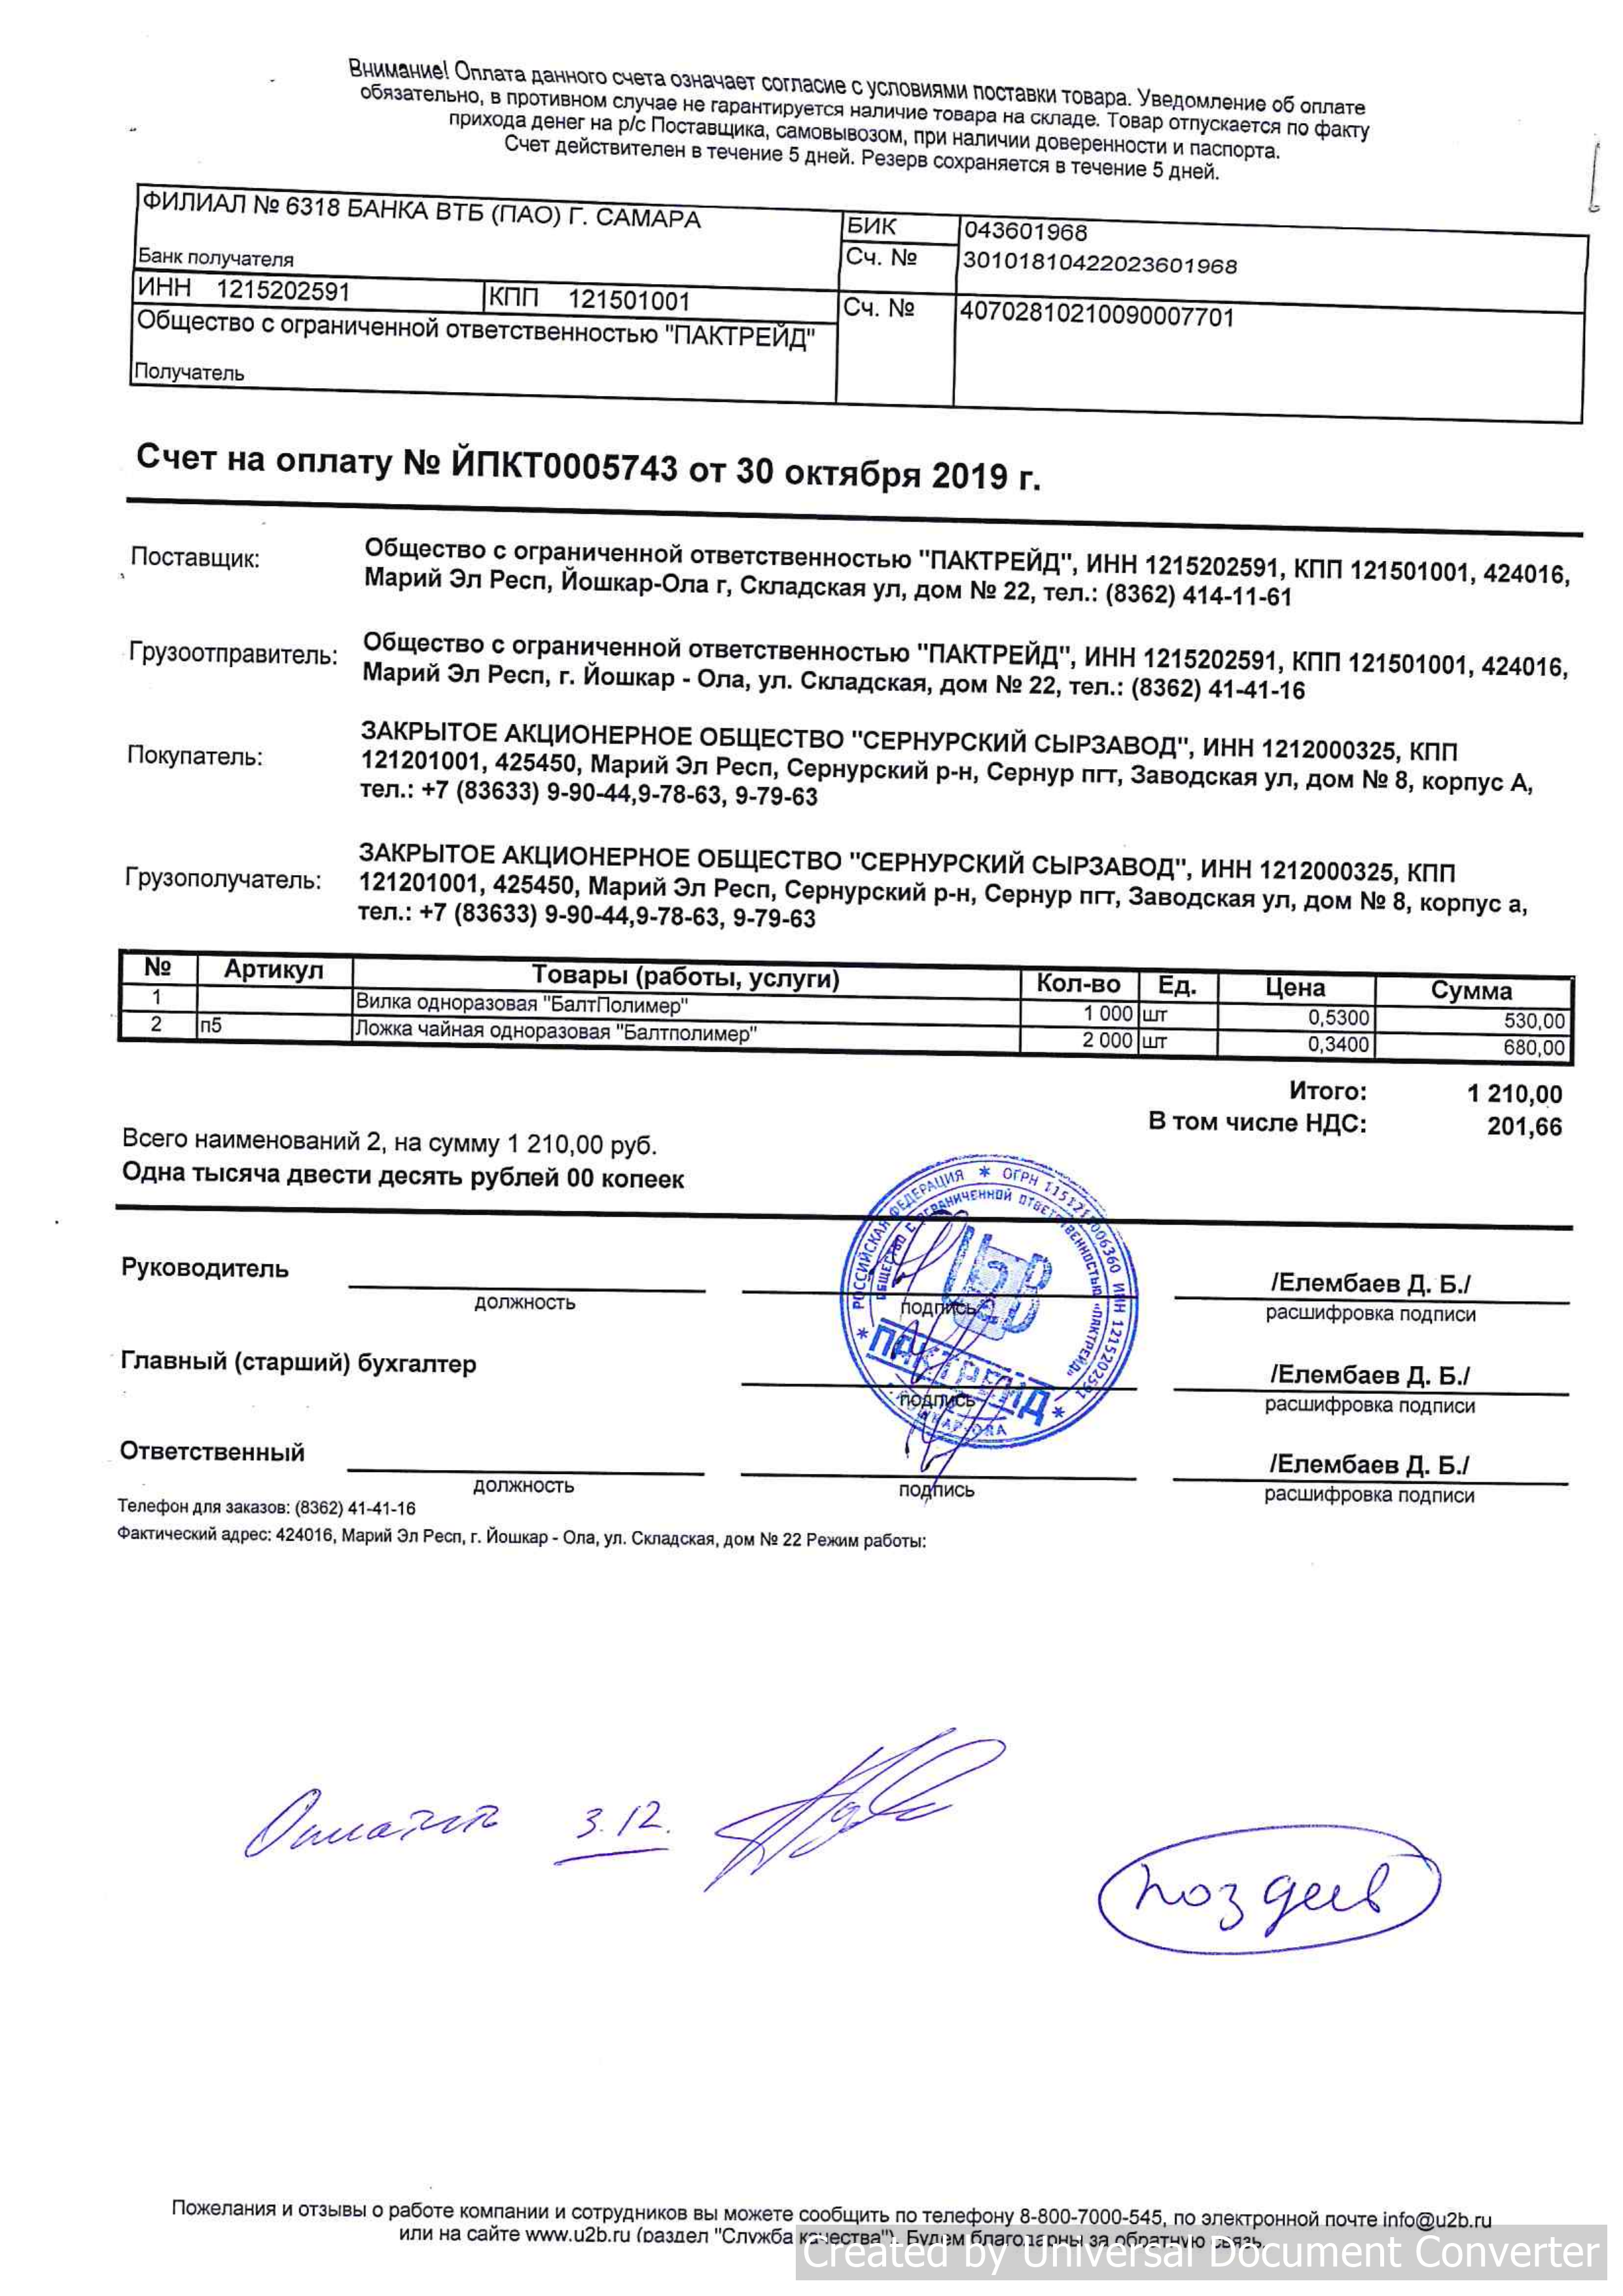 Внимание! Оплата данного счета означает согласие с условиями поставки товара. Уведомление об оплате
обязательно, в противном случае не гарантируется наличие товара на складе. Товар отпускается по факту
прихода денег на р/с Поставщика, самовывозом, при наличии доверенности и паспорта.
Счет действителен в течение 5 дней. Резерв сохраняется в течение 5 дней.
ФИЛИАЛ № 6318 БАНКА ВТБ (ПАО) Г. САМАРА
БИК 043601968
Банк получателя
Сч. № 30101810422023601968
ИНН 1215202591 КПП 121501001
Сч. № 40702810210090007701
Общество с ограниченной ответственностью "ПАКТРЕЙД"
Получатель
Счет на оплату № ЙПКТ0005743 от 30 октября 2019 г.
Поставщик: Общество с ограниченной ответственностью "ПАКТРЕЙД", ИНН 1215202591, КПП 121501001, 424016,
Марий Эл Респ, Йошкар-Ола г, Складская ул, дом № 22, тел.: (8362) 414-11-61
Грузоотправитель: Общество с ограниченной ответственностью "ПАКТРЕЙД", ИНН 1215202591, КПП 121501001, 424016,
Марий Эл Респ, г. Йошкар - Ола, ул. Складская, дом № 22, тел.: (8362) 41-41-16
Покупатель: ЗАКРЫТОЕ АКЦИОНЕРНОЕ ОБЩЕСТВО "СЕРНУРСКИЙ СЫРЗАВОД", ИНН 1212000325, КПП
121201001, 425450, Марий Эл Респ, Сернурский р-н, Сернур пгт, Заводская ул, дом № 8, корпус А,
тел.: +7 (83633) 9-90-44,9-78-63, 9-79-63
Грузополучатель: ЗАКРЫТОЕ АКЦИОНЕРНОЕ ОБЩЕСТВО "СЕРНУРСКИЙ СЫРЗАВОД", ИНН 1212000325, КПП
121201001, 425450, Марий Эл Респ, Сернурский р-н, Сернур пгт, Заводская ул, дом № 8, корпус а,
тел.: +7 (83633) 9-90-44,9-78-63, 9-79-63
№ Артикул Товары (работы, услуги) Кол-во Ед. Цена Сумма
1 Вилка одноразовая "БалтПолимер" 1 000 шт 0,5300 530,00
2 п5 Ложка чайная одноразовая "Балтполимер" 2 000 шт 0,3400 680,00
Итого: 1 210,00
В том числе НДС: 201,66
Всего наименований 2, на сумму 1 210,00 руб.
Одна тысяча двести десять рублей 00 копеек
РОССИЙСКАЯ ФЕДЕРАЦИЯ * ОГРН 1151215006360 ИНН 1215202591 *
ОБЩЕСТВО С ОГРАНИЧЕННОЙ ОТВЕТСТВЕННОСТЬЮ «ПАКТРЕЙД»
ПАКТРЕЙД
Г. ЙОШКАР-ОЛА
Руководитель /Елембаев Д. Б./
должность подпись расшифровка подписи
Главный (старший) бухгалтер /Елембаев Д. Б./
подпись расшифровка подписи
Ответственный /Елембаев Д. Б./
должность подпись расшифровка подписи
Телефон для заказов: (8362) 41-41-16
Фактический адрес: 424016, Марий Эл Респ, г. Йошкар - Ола, ул. Складская, дом № 22 Режим работы:
Оплатить 3.12.
Поздеев
Пожелания и отзывы о работе компании и сотрудников вы можете сообщить по телефону 8-800-7000-545, по электронной почте info@u2b.ru
или на сайте www.u2b.ru (раздел "Служба качества"). Будем благодарны за обратную связь.
Created by Universal Document Converter